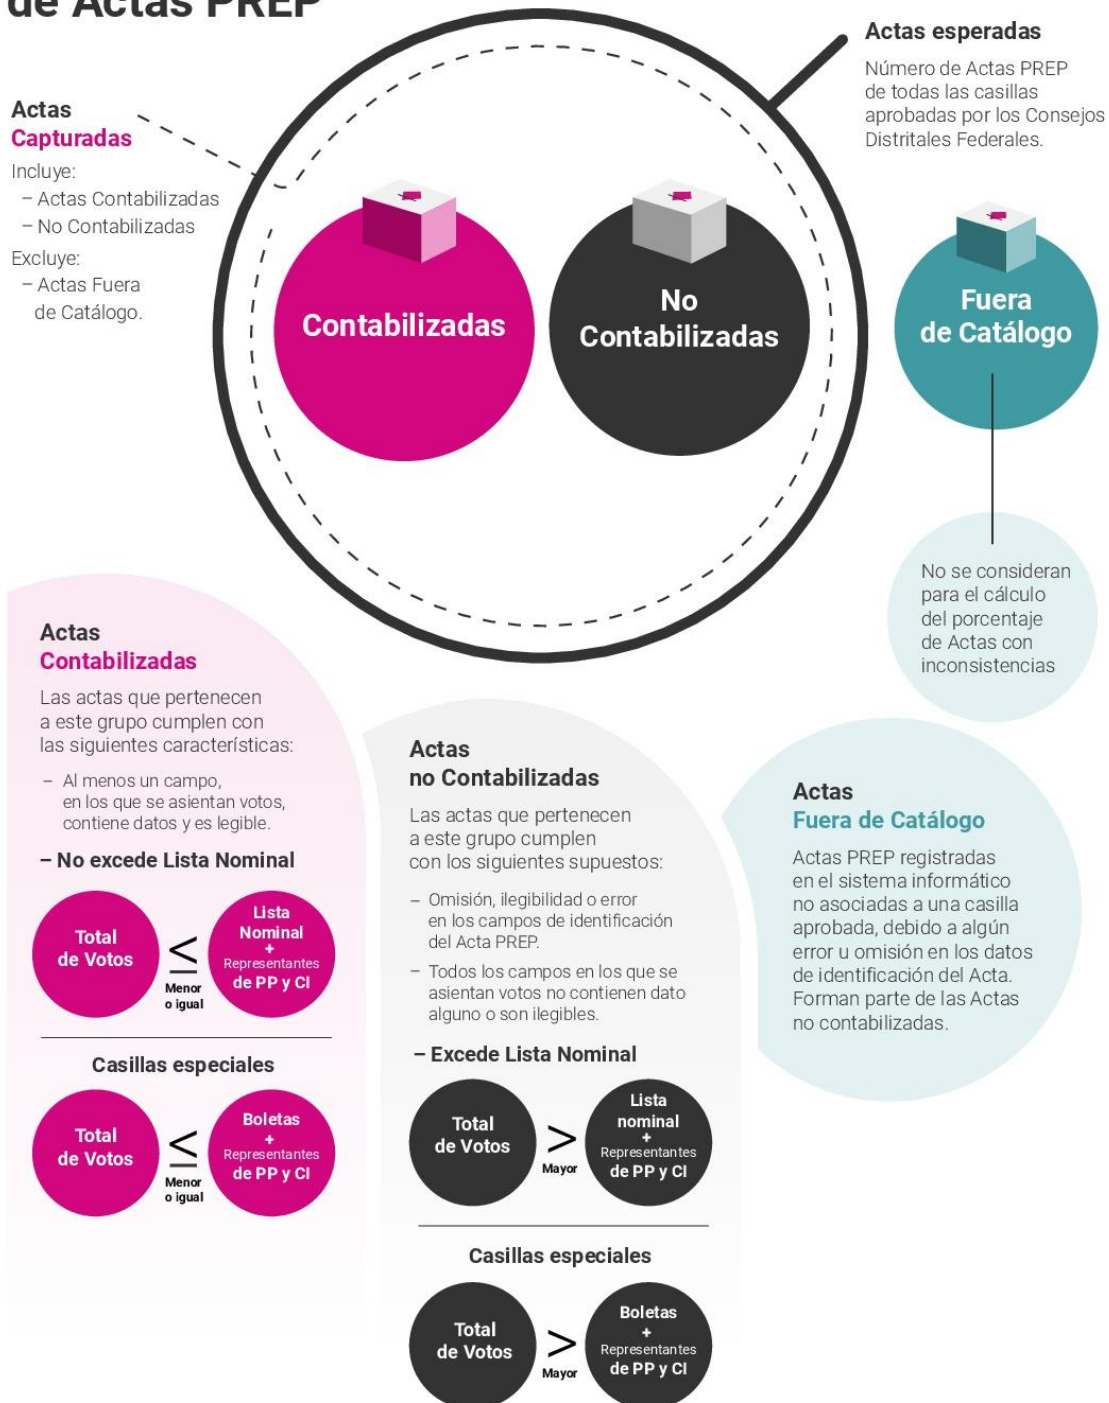 de Actas PREP
Actas
Capturadas
Incluye:
– Actas Contabilizadas
– No Contabilizadas
Excluye:
– Actas Fuera
de Catálogo.
Actas esperadas
Número de Actas PREP
de todas las casillas
aprobadas por los Consejos
Distritales Federales.
Contabilizadas
No
Contabilizadas
Fuera
de Catálogo
No se consideran
para el cálculo
del porcentaje
de Actas con
inconsistencias
Actas
Contabilizadas
Las actas que pertenecen
a este grupo cumplen con
las siguientes características:
– Al menos un campo,
en los que se asientan votos,
contiene datos y es legible.
– No excede Lista Nominal
Total
de Votos
≤
Menor
o igual
Lista
Nominal
+
Representantes
de PP y CI
Casillas especiales
Total
de Votos
≤
Menor
o igual
Boletas
+
Representantes
de PP y CI
Actas
no Contabilizadas
Las actas que pertenecen
a este grupo cumplen
con los siguientes supuestos:
– Omisión, ilegibilidad o error
en los campos de identificación
del Acta PREP.
– Todos los campos en los que se
asientan votos no contienen dato
alguno o son ilegibles.
– Excede Lista Nominal
Total
de Votos
>
Mayor
Lista
nominal
+
Representantes
de PP y CI
Casillas especiales
Total
de Votos
>
Mayor
Boletas
+
Representantes
de PP y CI
Actas
Fuera de Catálogo
Actas PREP registradas
en el sistema informático
no asociadas a una casilla
aprobada, debido a algún
error u omisión en los datos
de identificación del Acta.
Forman parte de las Actas
no contabilizadas.